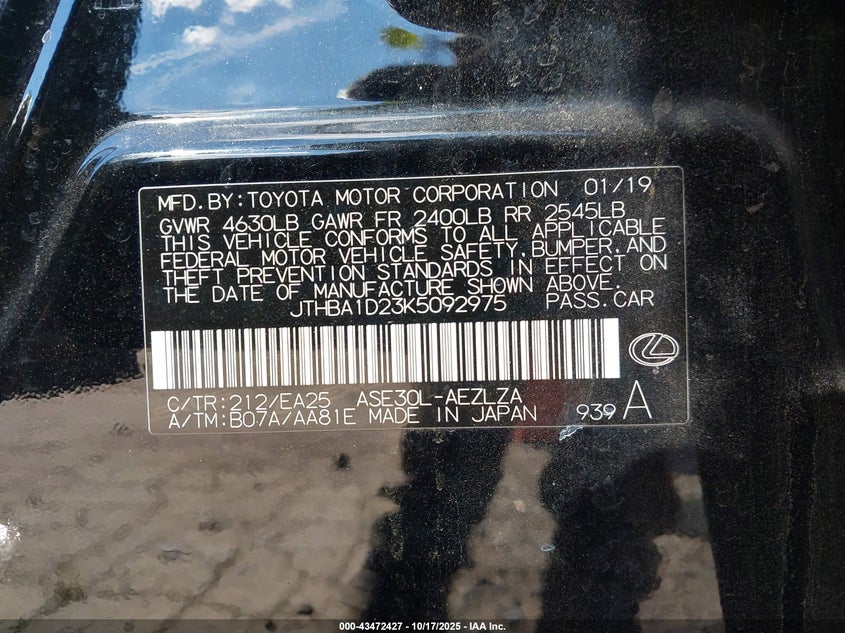 MFD.BY:TOYOTA MOTOR CORPORATION 01/19
GVWR 4630LB GAWR FR 2400LB RR 2545LB
THIS VEHICLE CONFORMS TO ALL APPLICABLE
FEDERAL MOTOR VEHICLE SAFETY,BUMPER,AND
THEFT PREVENTION STANDARDS IN EFFECT ON
THE DATE OF MANUFACTURE SHOWN ABOVE.
JTHBA1D23K5092975 PASS.CAR
C/TR:212/EA25 ASE30L-AEZLZA
A/TM:B07A/AA81E MADE IN JAPAN 939 A
000-43472427 - 10/17/2025 - IAA Inc.